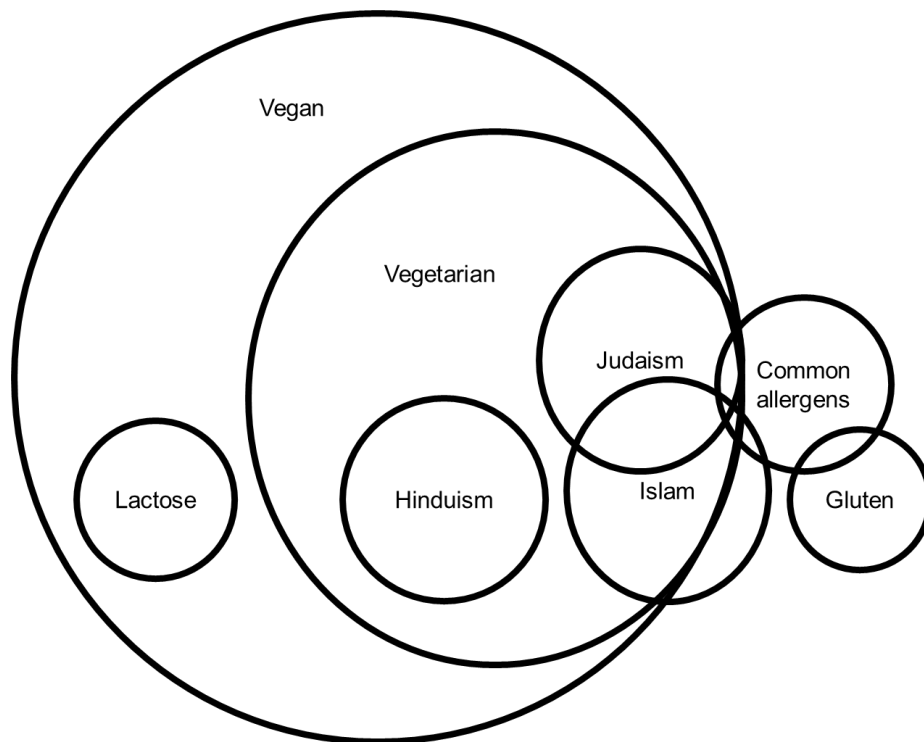 Vegan
Vegetarian
Judaism
Common
allergens
Lactose
Hinduism
Islam
Gluten